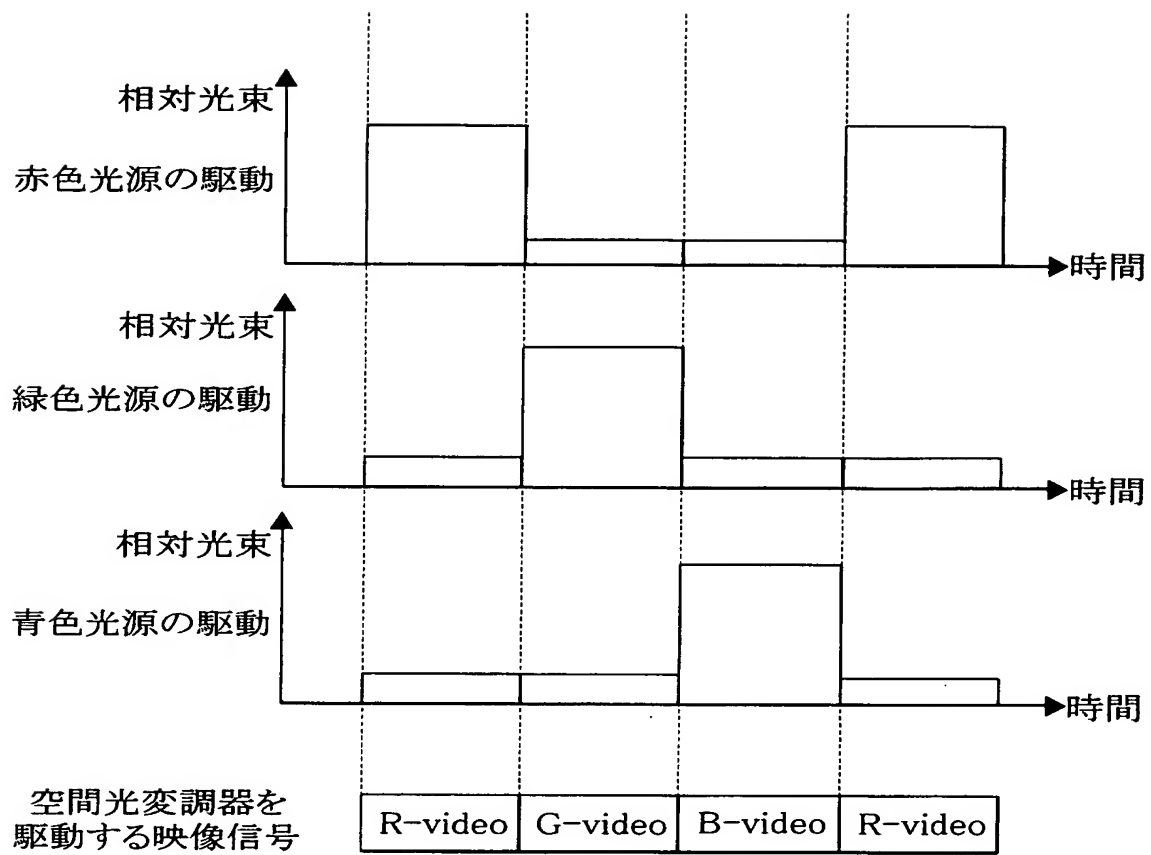 相対光束
赤色光源の駆動
時間
相対光束
緑色光源の駆動
時間
相対光束
青色光源の駆動
時間
空間光変調器を
駆動する映像信号
R-video G-video B-video R-video